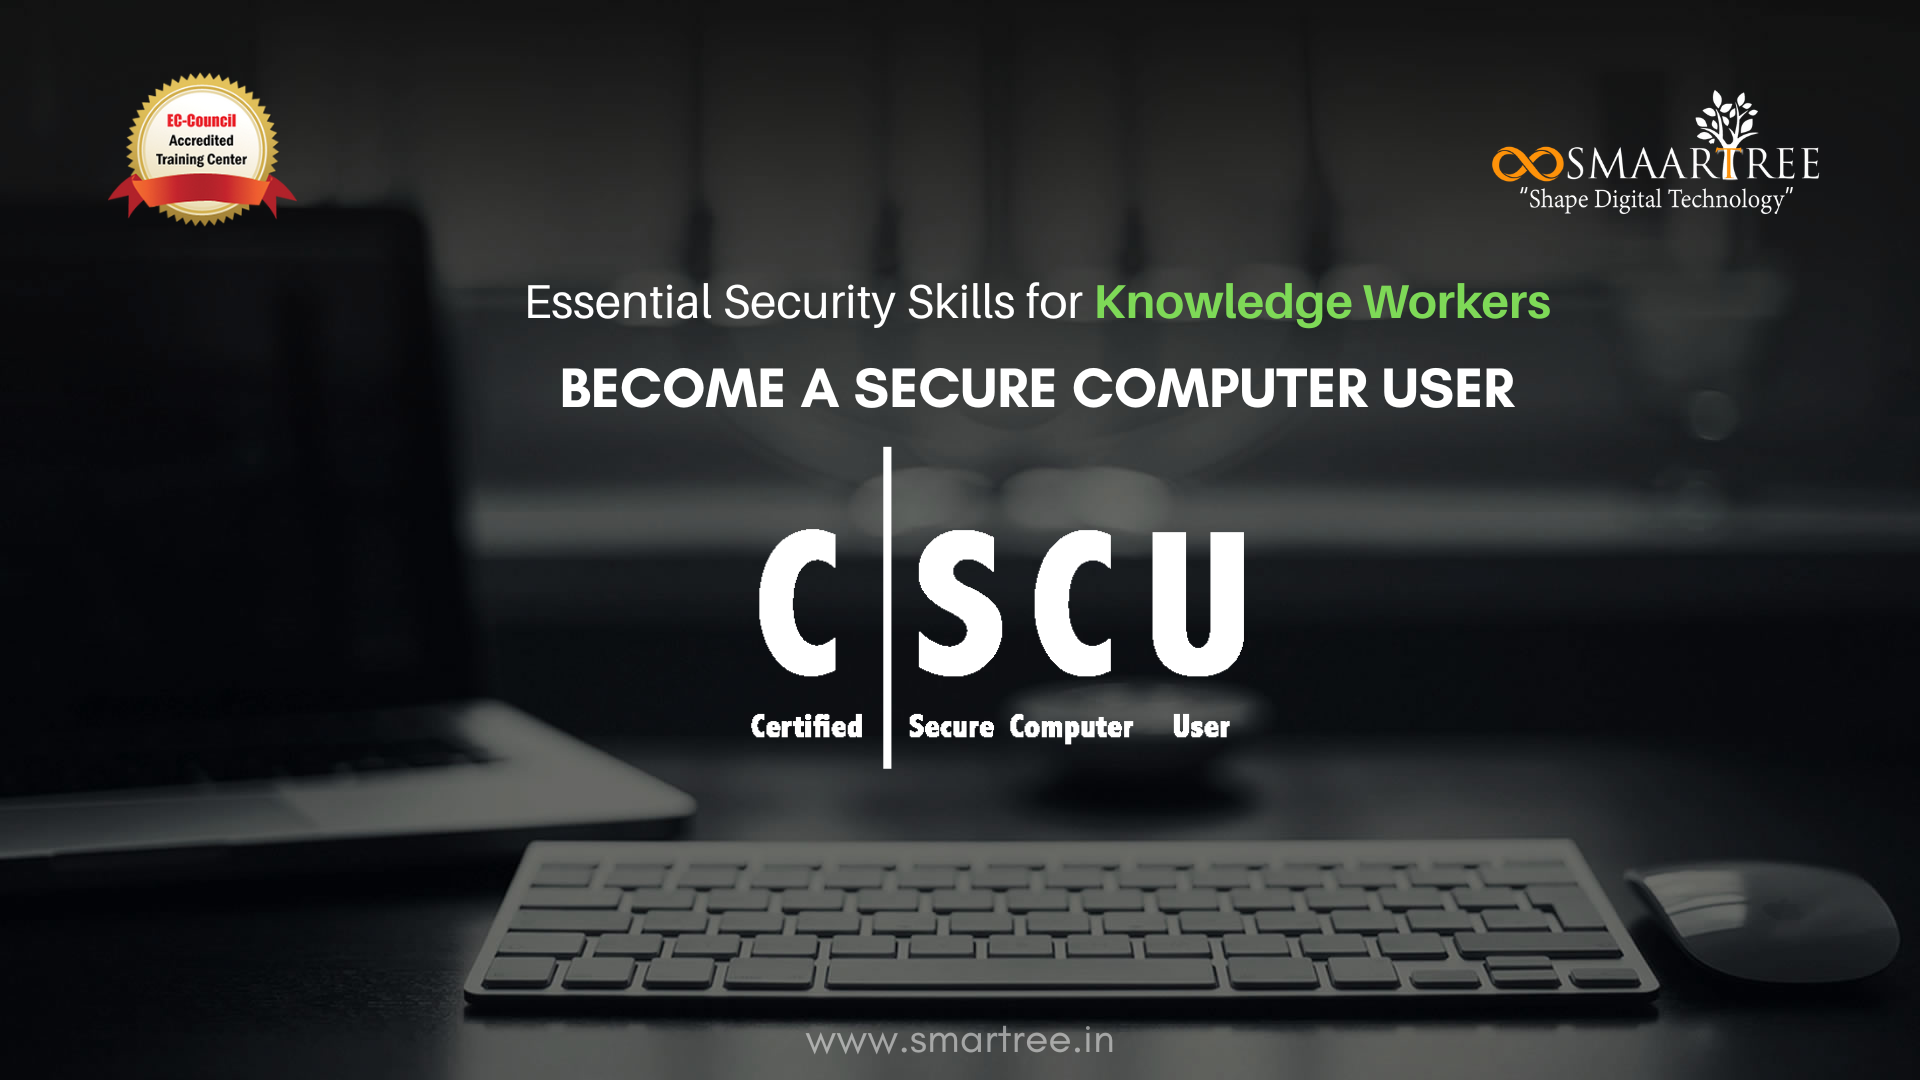 EC-Council
Accredited
Training Center
SMAARTREE
"Shape Digital Technology"
Essential Security Skills for Knowledge Workers
BECOME A SECURE COMPUTER USER
C|SCU
Certified Secure Computer User
www.smartree.in